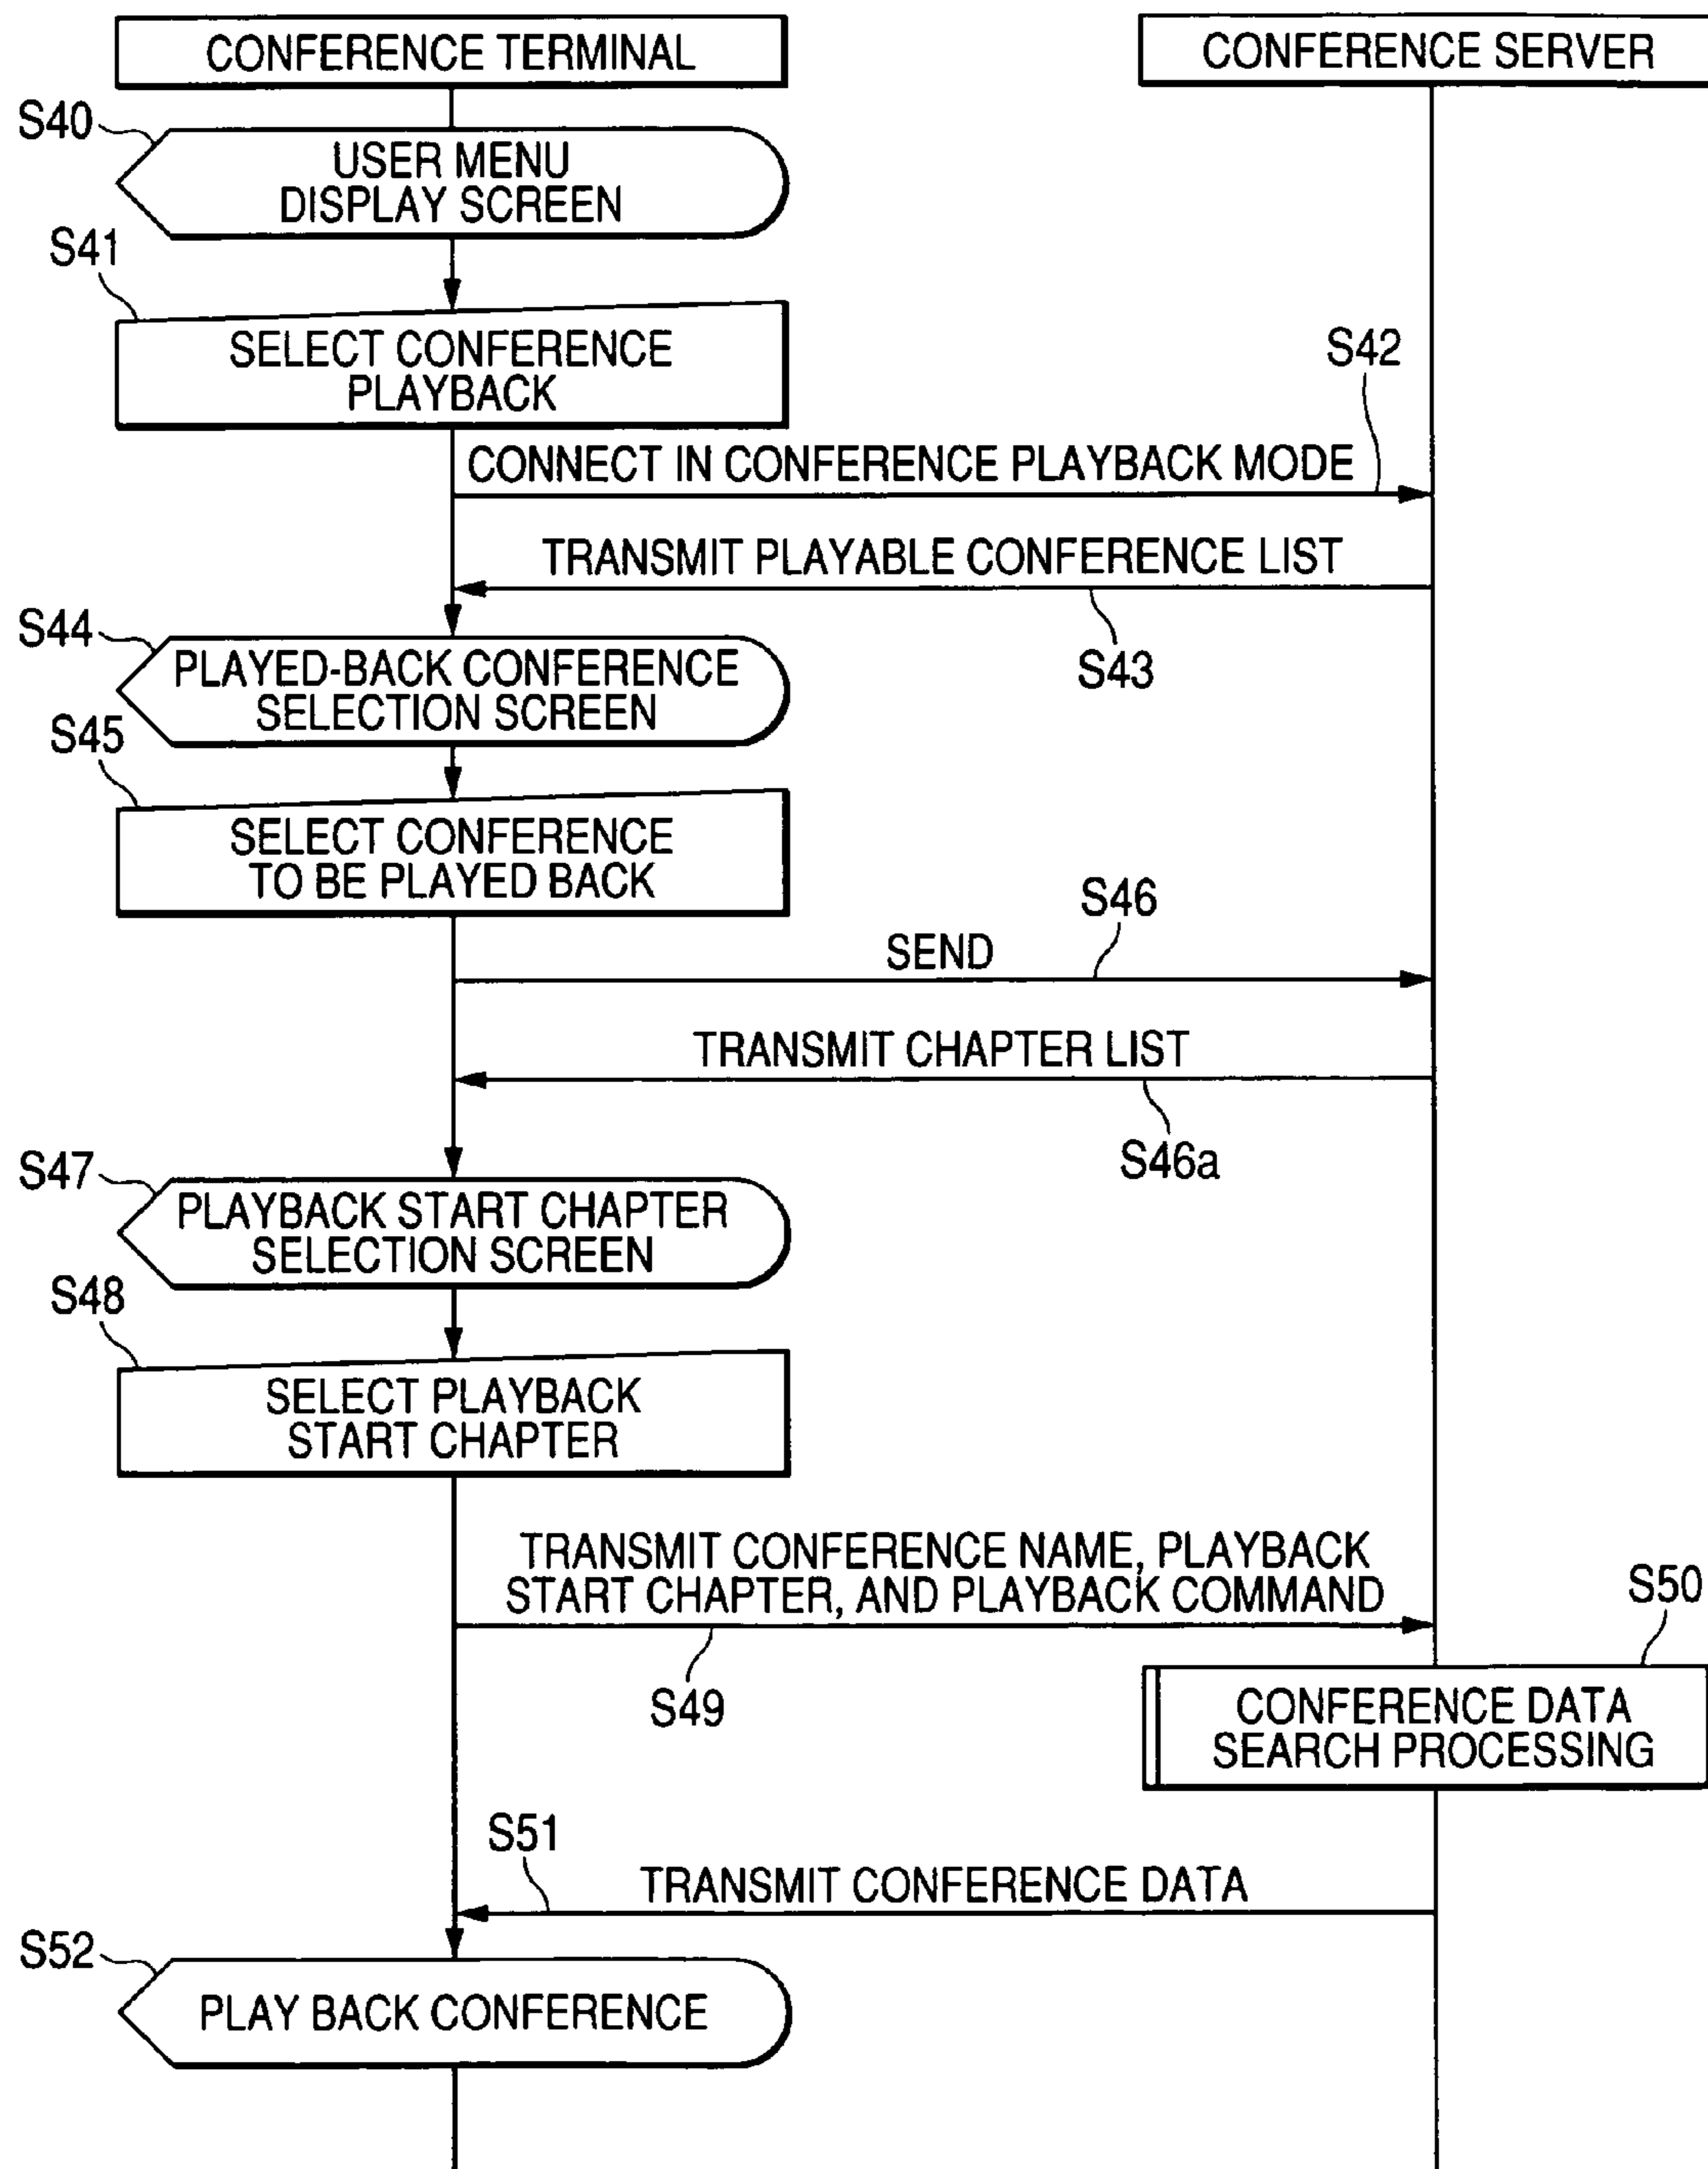 CONFERENCE TERMINAL
CONFERENCE SERVER
S40
USER MENU
DISPLAY SCREEN
S41
SELECT CONFERENCE
PLAYBACK
S42
CONNECT IN CONFERENCE PLAYBACK MODE
TRANSMIT PLAYABLE CONFERENCE LIST
S43
S44
PLAYED-BACK CONFERENCE
SELECTION SCREEN
S45
SELECT CONFERENCE
TO BE PLAYED BACK
S46
SEND
TRANSMIT CHAPTER LIST
S46a
S47
PLAYBACK START CHAPTER
SELECTION SCREEN
S48
SELECT PLAYBACK
START CHAPTER
TRANSMIT CONFERENCE NAME, PLAYBACK
START CHAPTER, AND PLAYBACK COMMAND
S49
S50
CONFERENCE DATA
SEARCH PROCESSING
S51
TRANSMIT CONFERENCE DATA
S52
PLAY BACK CONFERENCE